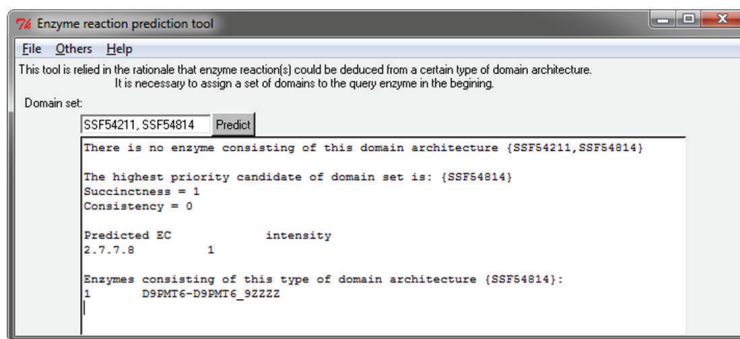 Enzyme reaction prediction tool
File Others Help
This tool is relied in the rationale that enzyme reaction(s) could be deduced from a certain type of domain architecture.
It is necessary to assign a set of domains to the query enzyme in the begining.
Domain set:
SSF54211, SSF54814 Predict
There is no enzyme consisting of this domain architecture {SSF54211,SSF54814}
The highest priority candidate of domain set is: {SSF54814}
Succinctness = 1
Consistency = 0
Predicted EC intensity
2.7.7.8 1
Enzymes consisting of this type of domain architecture {SSF54814}:
1 D9PMT6-D9PMT6_9ZZZZ